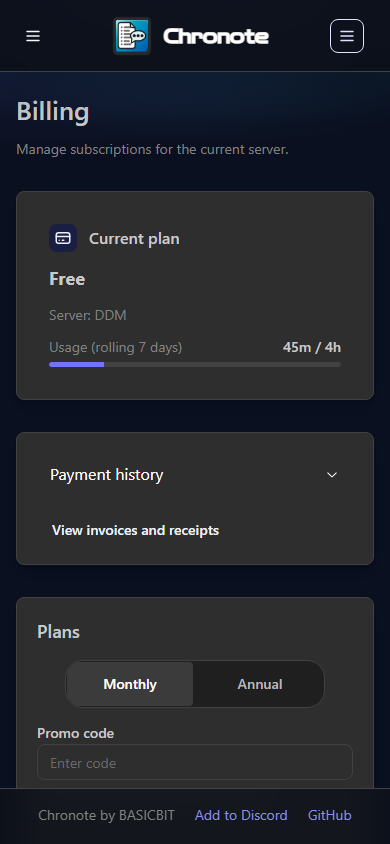 Chronote
Billing
Manage subscriptions for the current server.
Current plan
Free
Server: DDM
Usage (rolling 7 days) 45m / 4h
Payment history
View invoices and receipts
Plans
Monthly Annual
Promo code
Enter code
Chronote by BASICBIT Add to Discord GitHub